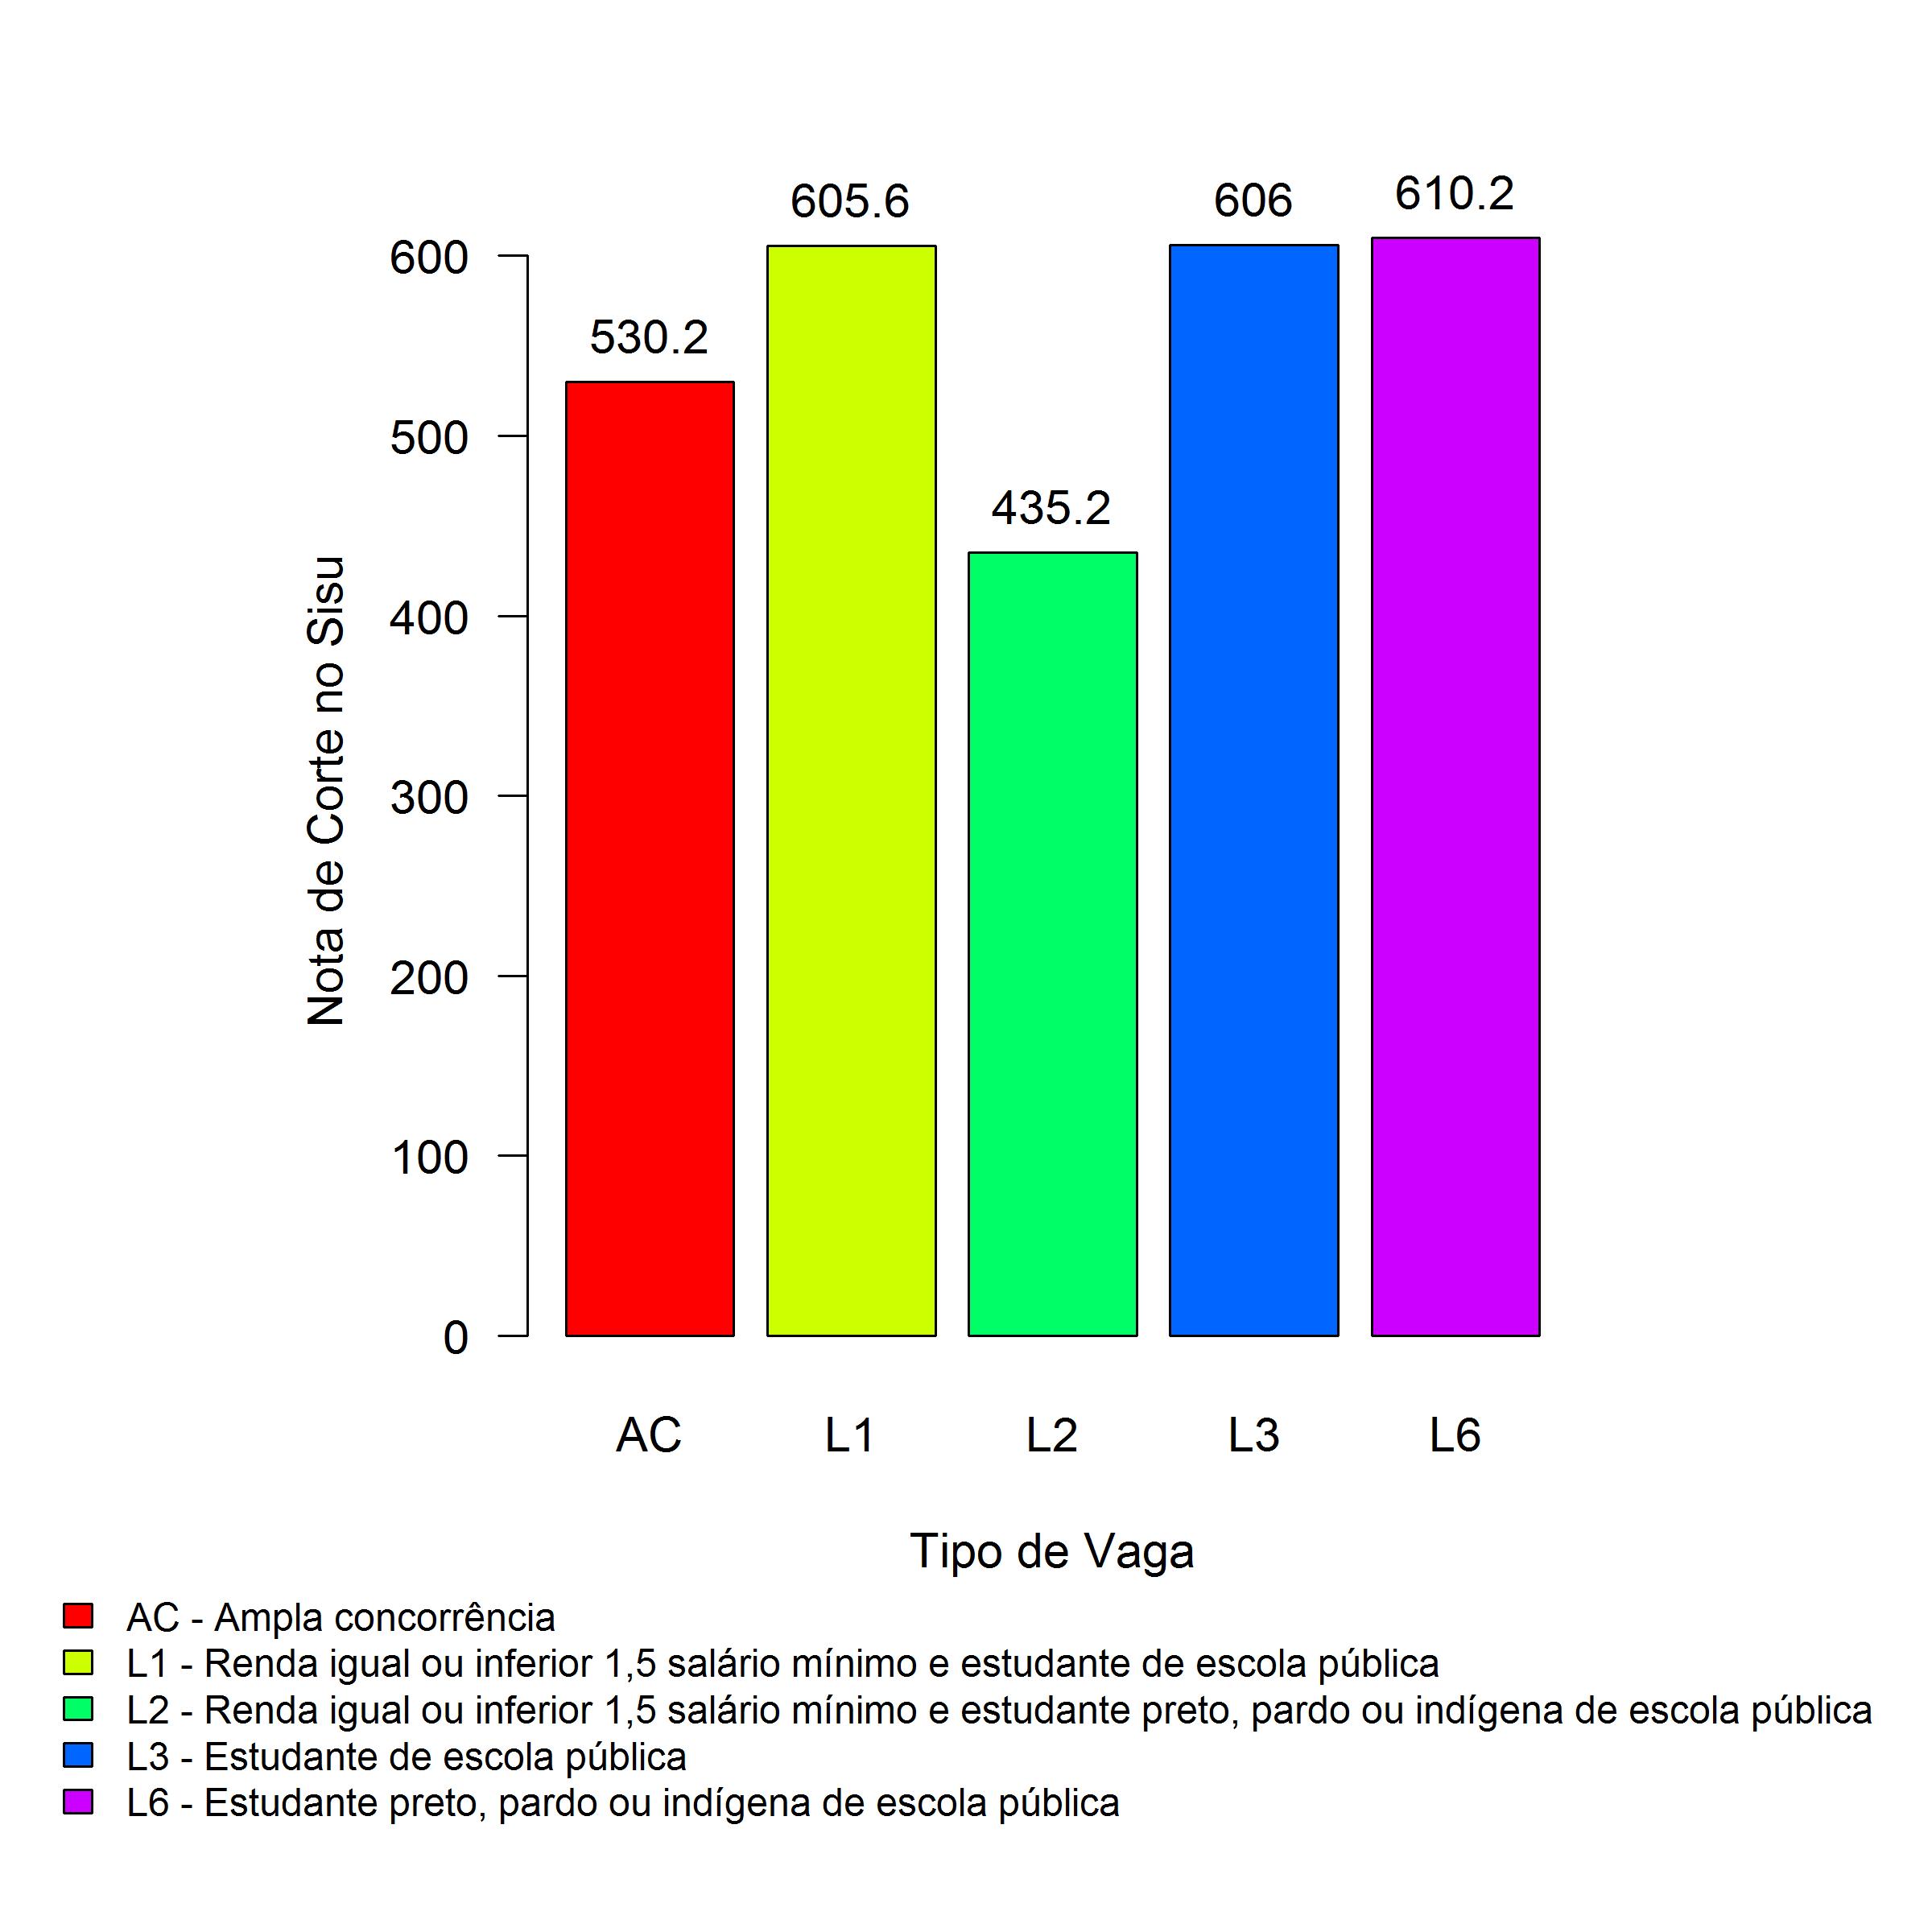 605.6
606
610.2
600
530.2
500
435.2
400
300
200
100
0
Nota de Corte no Sisu
AC
L1
L2
L3
L6
Tipo de Vaga
AC - Ampla concorrência
L1 - Renda igual ou inferior 1,5 salário mínimo e estudante de escola pública
L2 - Renda igual ou inferior 1,5 salário mínimo e estudante preto, pardo ou indígena de escola pública
L3 - Estudante de escola pública
L6 - Estudante preto, pardo ou indígena de escola pública